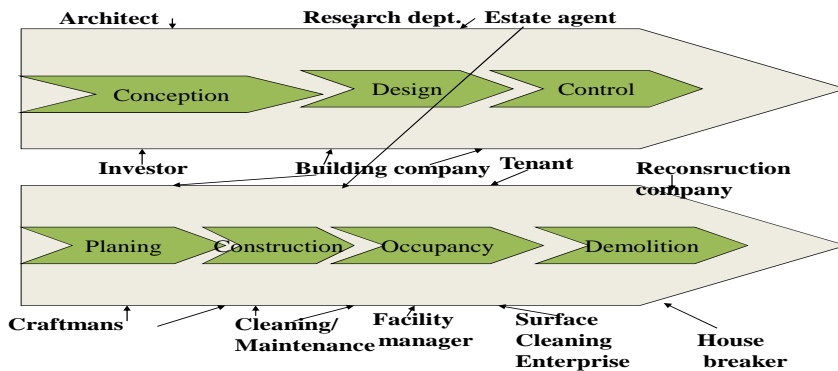 Architect
Research dept.
Estate agent
Conception
Design
Control
Investor
Building company
Tenant
Reconsruction
company
Planing
Construction
Occupancy
Demolition
Craftmans
Cleaning/
Maintenance
Facility
manager
Surface
Cleaning
Enterprise
House
breaker